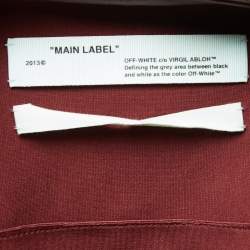 "MAIN LABEL"
2013©
OFF-WHITE c/o VIRGIL ABLOH™
Defining the grey area between black
and white as the color Off-White™